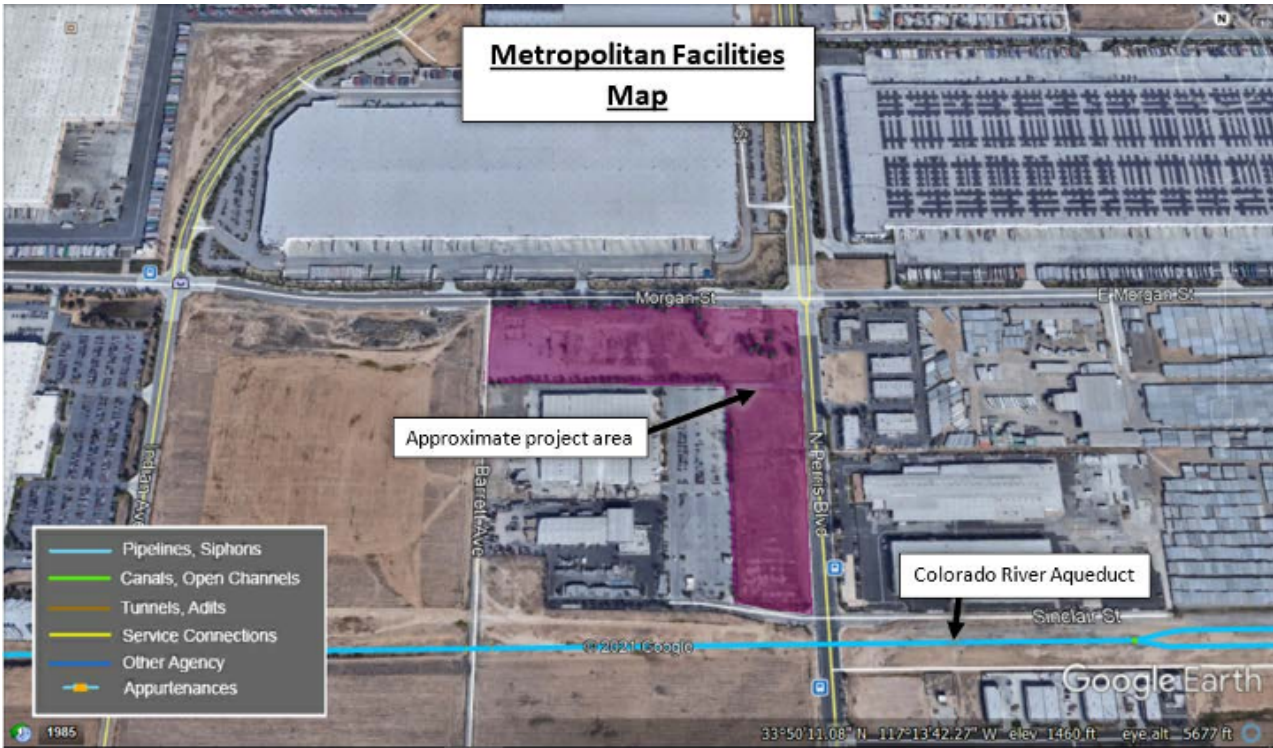 Metropolitan Facilities
Map
N
Morgan St
E Morgan St
Approximate project area
Indian Ave
Barrett Ave
N Perris Blvd
Colorado River Aqueduct
Sinclair St
Pipelines, Siphons
Canals, Open Channels
Tunnels, Adits
Service Connections
Other Agency
Appurtenances
© 2021 Google
Google Earth
1985
33°50'11.08" N 117°13'42.27" W elev 1460 ft eye alt 5677 ft